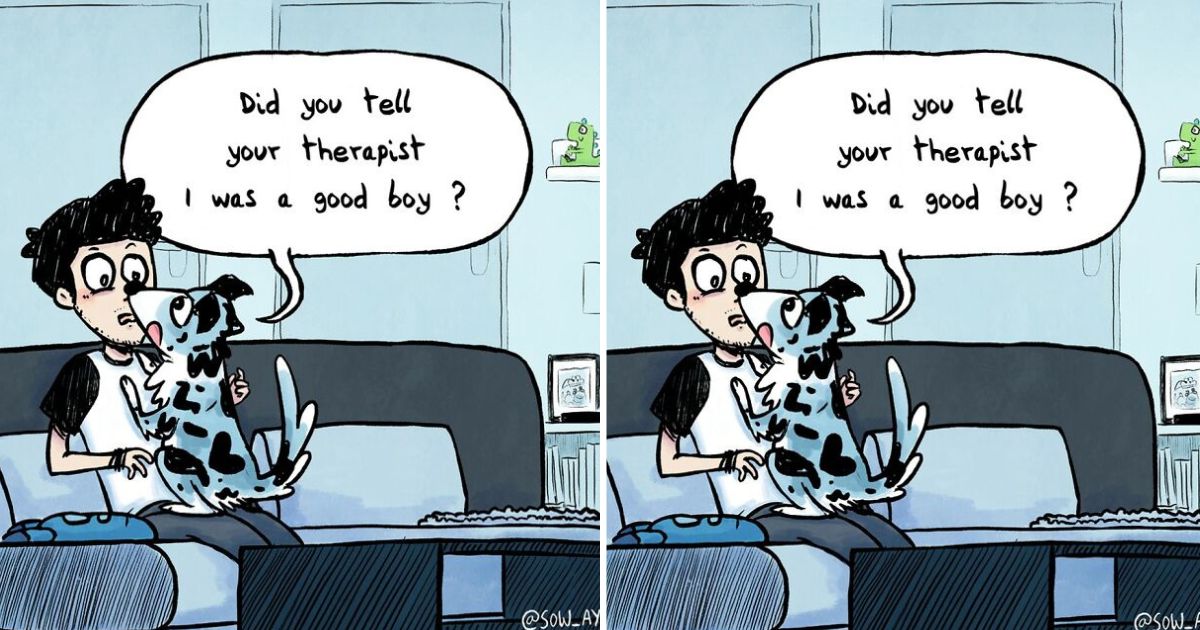 Did you tell
your therapist
I was a good boy ?
@SOW_AY
Did you tell
your therapist
I was a good boy ?
@SOW_A